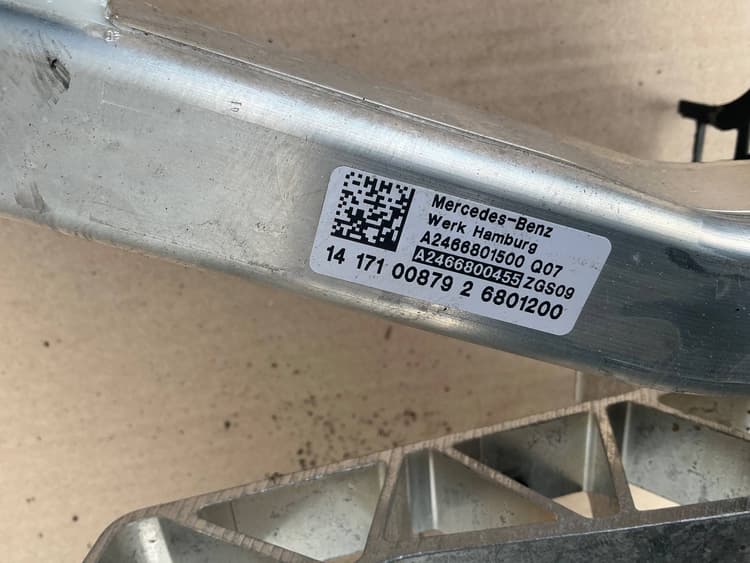 Mercedes-Benz
Werk Hamburg
A2466801500 Q07
A2466800455 ZGS09
14 171 00879 2 6801200